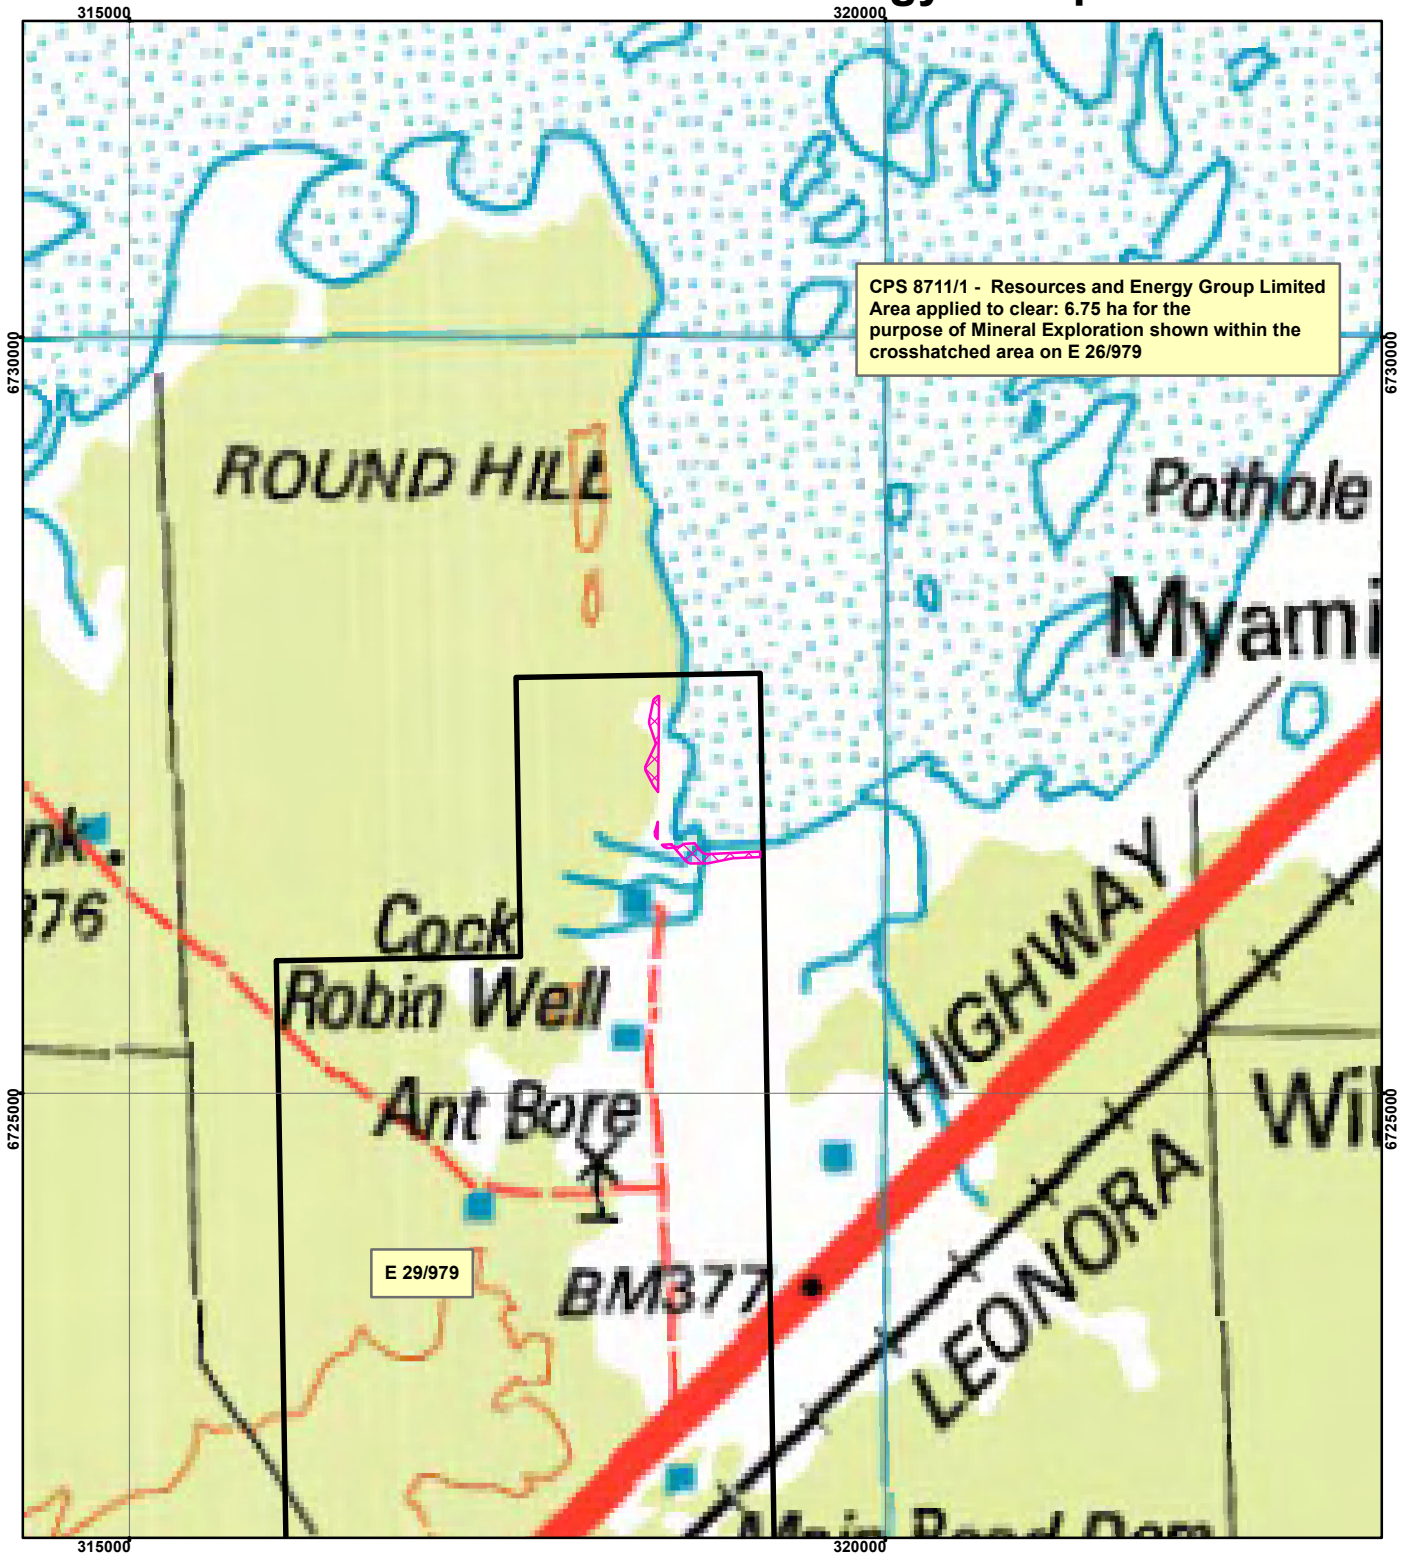 315000
320000
CPS 8711/1 - Resources and Energy Group Limited
Area applied to clear: 6.75 ha for the
purpose of Mineral Exploration shown within the
crosshatched area on E 26/979
6730000
6730000
ROUND HILL
Pothole
Myami
nk.
376
Cock
Robin Well
HIGHWAY
6725000
6725000
Ant Bore
Wil
LEONORA
E 29/979
BM377
315000
320000